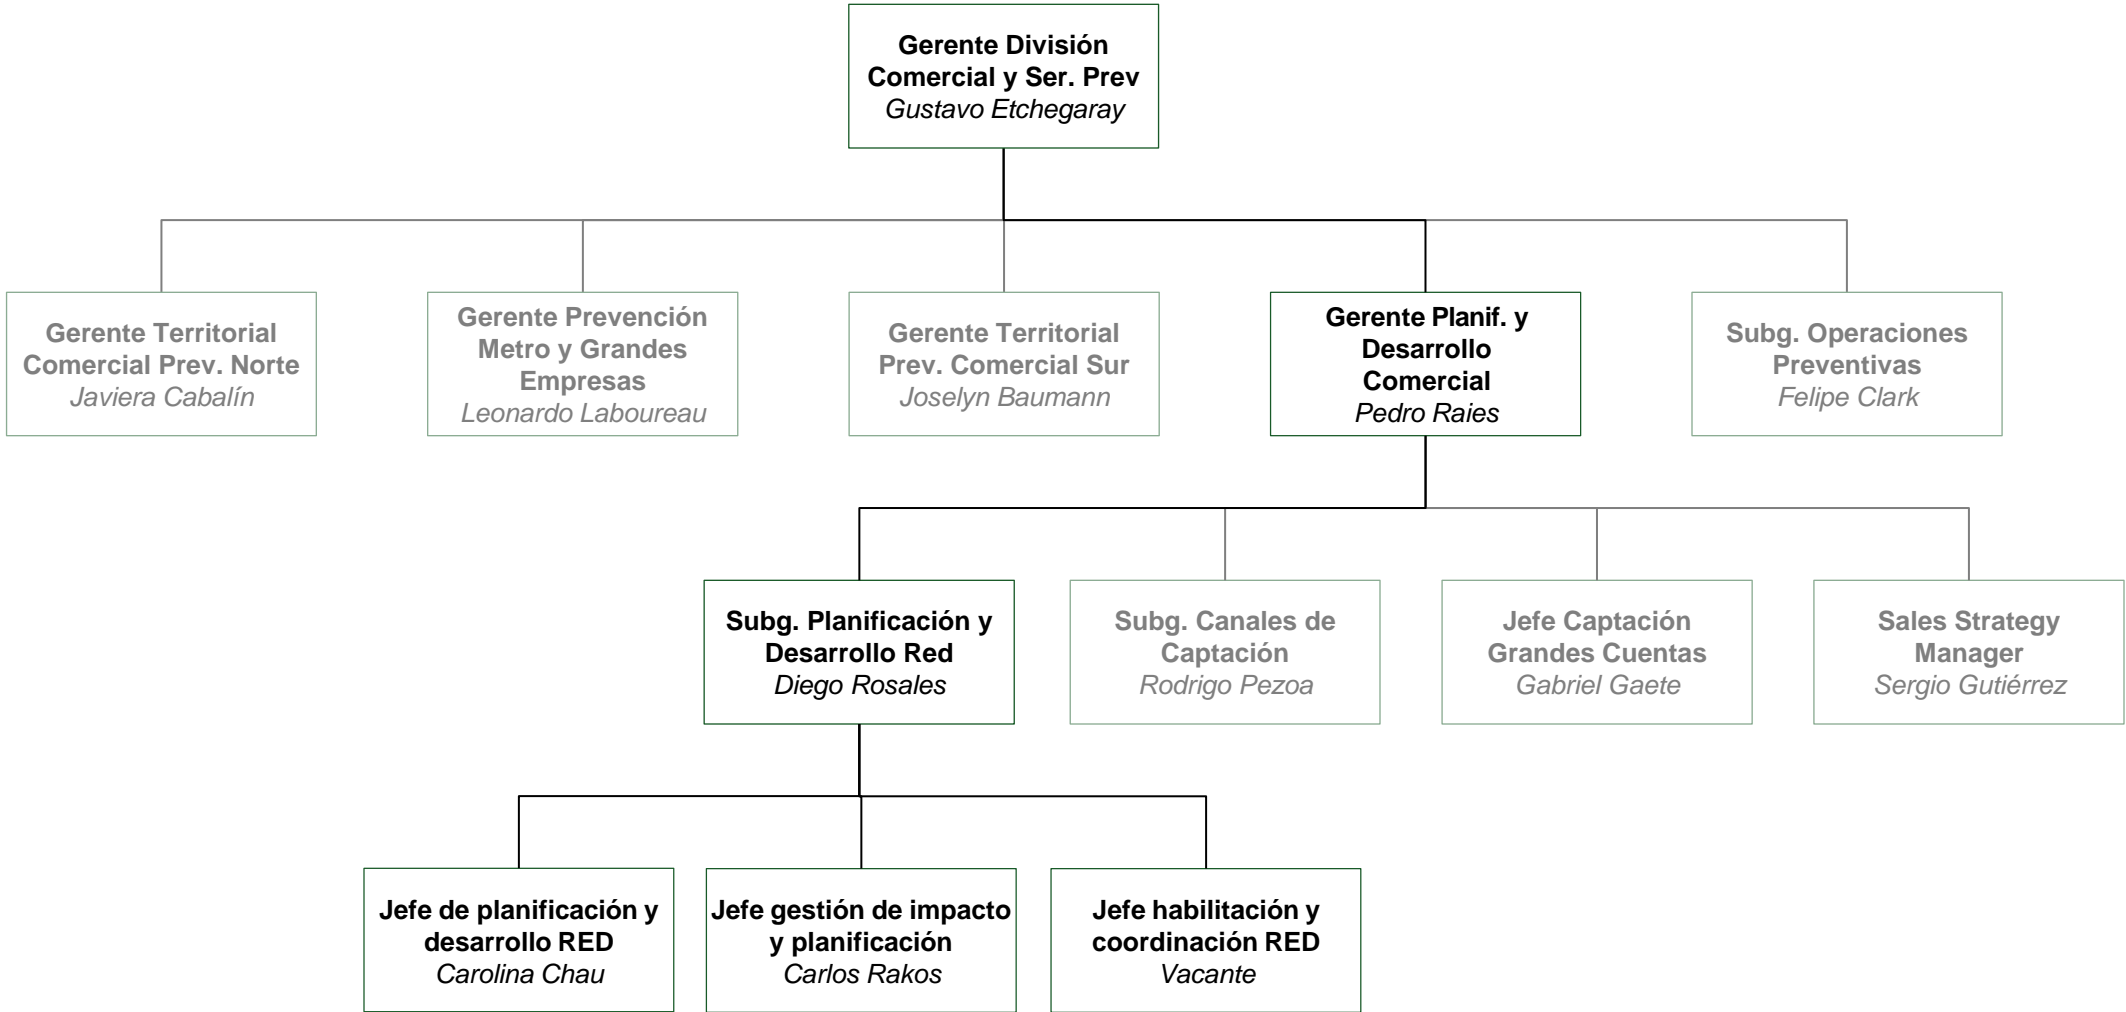 Gerente División
Comercial y Ser. Prev
Gustavo Etchegaray
Gerente Territorial
Comercial Prev. Norte
Javiera Cabalín
Gerente Prevención
Metro y Grandes
Empresas
Leonardo Laboureau
Gerente Territorial
Prev. Comercial Sur
Joselyn Baumann
Gerente Planif. y
Desarrollo
Comercial
Pedro Raies
Subg. Operaciones
Preventivas
Felipe Clark
Subg. Planificación y
Desarrollo Red
Diego Rosales
Subg. Canales de
Captación
Rodrigo Pezoa
Jefe Captación
Grandes Cuentas
Gabriel Gaete
Sales Strategy
Manager
Sergio Gutiérrez
Jefe de planificación y
desarrollo RED
Carolina Chau
Jefe gestión de impacto
y planificación
Carlos Rakos
Jefe habilitación y
coordinación RED
Vacante